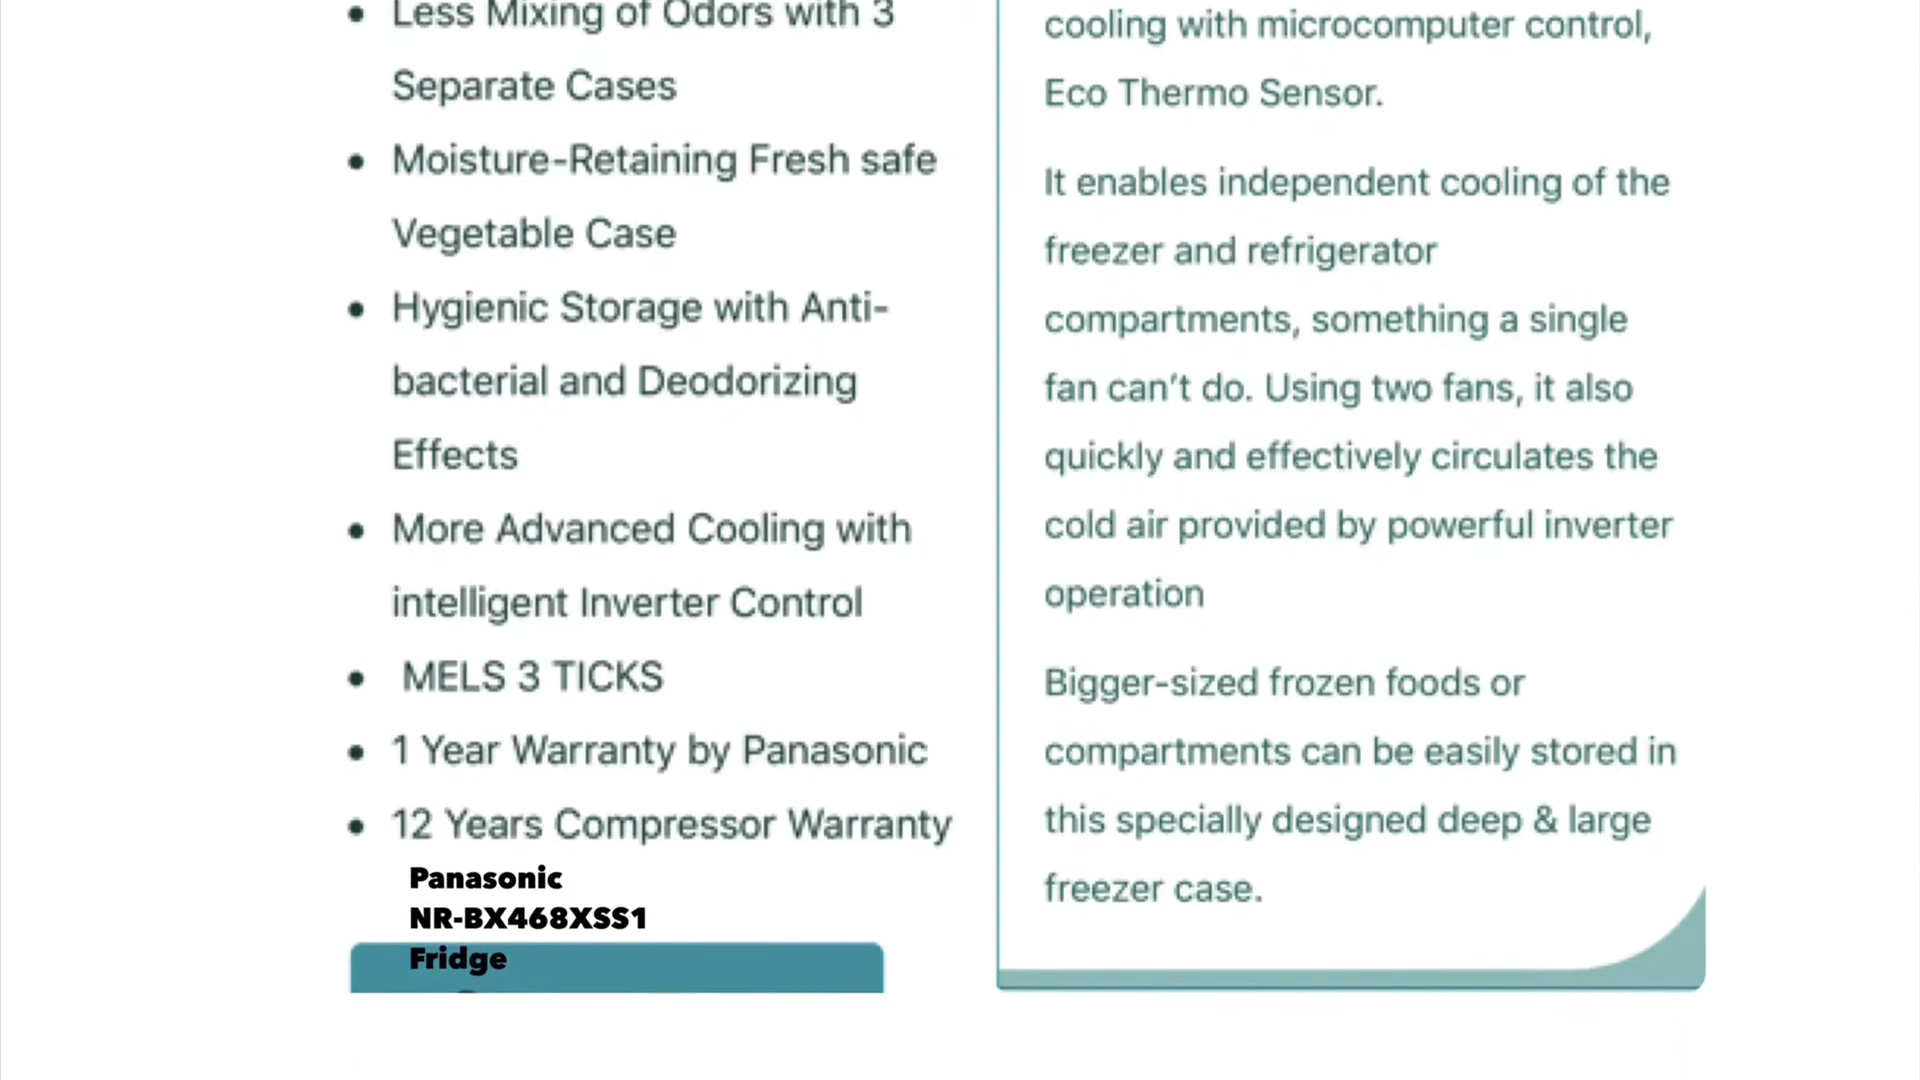 Less Mixing of Odors with 3
Separate Cases
Moisture-Retaining Fresh safe
Vegetable Case
Hygienic Storage with Anti-
bacterial and Deodorizing
Effects
More Advanced Cooling with
intelligent Inverter Control
MELS 3 TICKS
1 Year Warranty by Panasonic
12 Years Compressor Warranty
Panasonic
NR-BX468XSS1
Fridge
cooling with microcomputer control,
Eco Thermo Sensor.
It enables independent cooling of the
freezer and refrigerator
compartments, something a single
fan can’t do. Using two fans, it also
quickly and effectively circulates the
cold air provided by powerful inverter
operation
Bigger-sized frozen foods or
compartments can be easily stored in
this specially designed deep & large
freezer case.